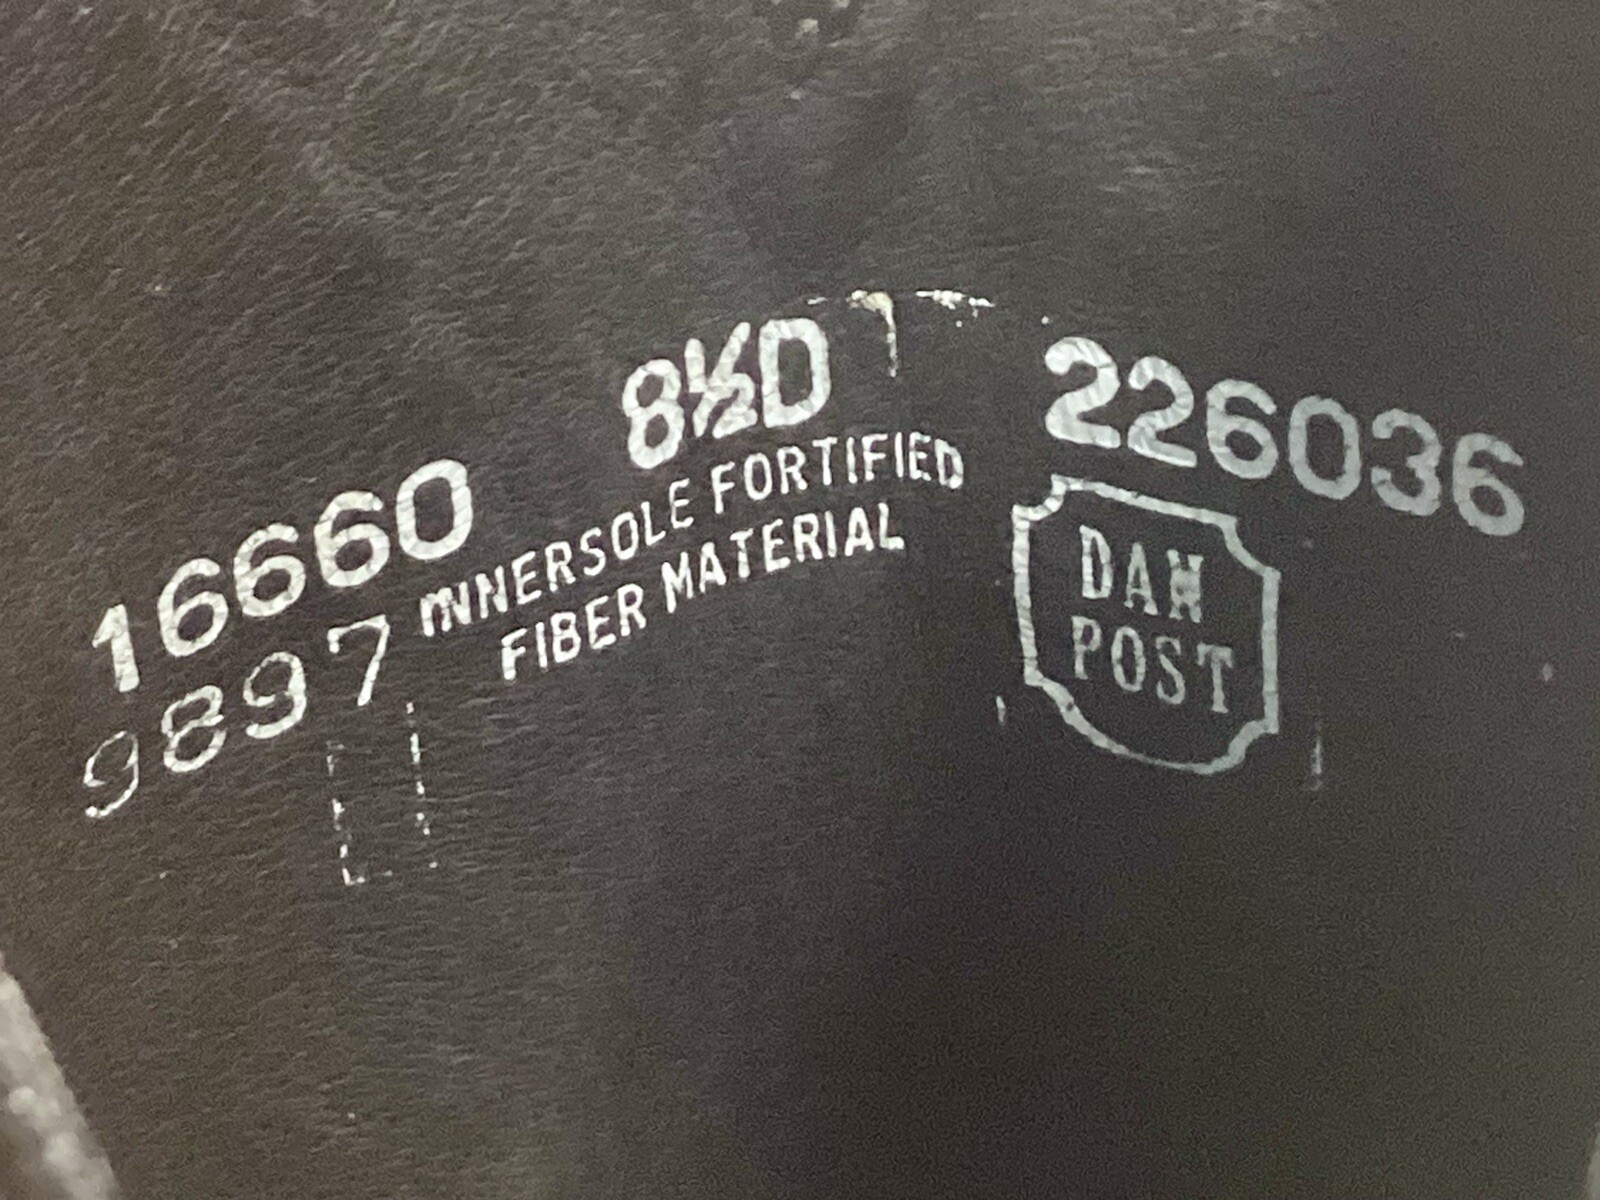 16660 8½D 226036
9897
INNERSOLE FORTIFIED
FIBER MATERIAL
DAN
POST